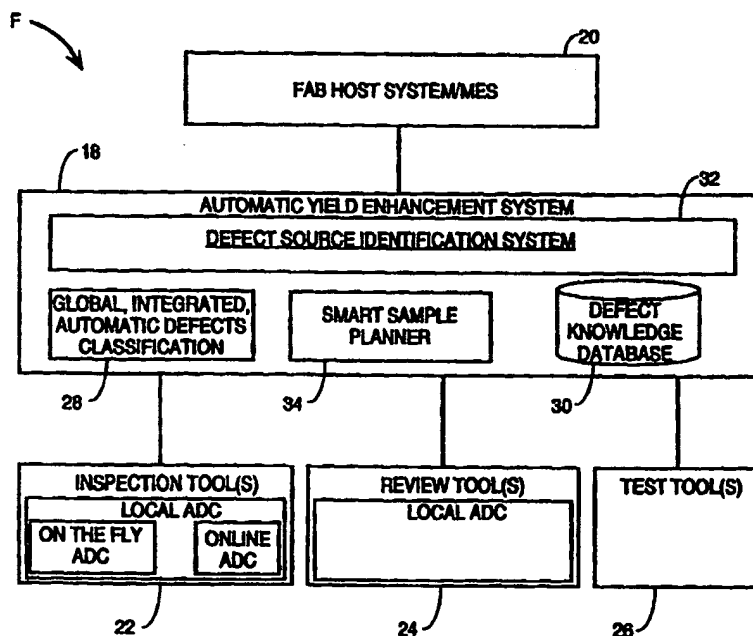 F
20
FAB HOST SYSTEM/MES
18
32
AUTOMATIC YIELD ENHANCEMENT SYSTEM
DEFECT SOURCE IDENTIFICATION SYSTEM
GLOBAL, INTEGRATED,
AUTOMATIC DEFECTS
CLASSIFICATION
SMART SAMPLE
PLANNER
DEFECT
KNOWLEDGE
DATABASE
28
34
30
INSPECTION TOOL(S)
LOCAL ADC
ON THE FLY
ADC
ONLINE
ADC
REVIEW TOOL(S)
LOCAL ADC
TEST TOOL(S)
22
24
26